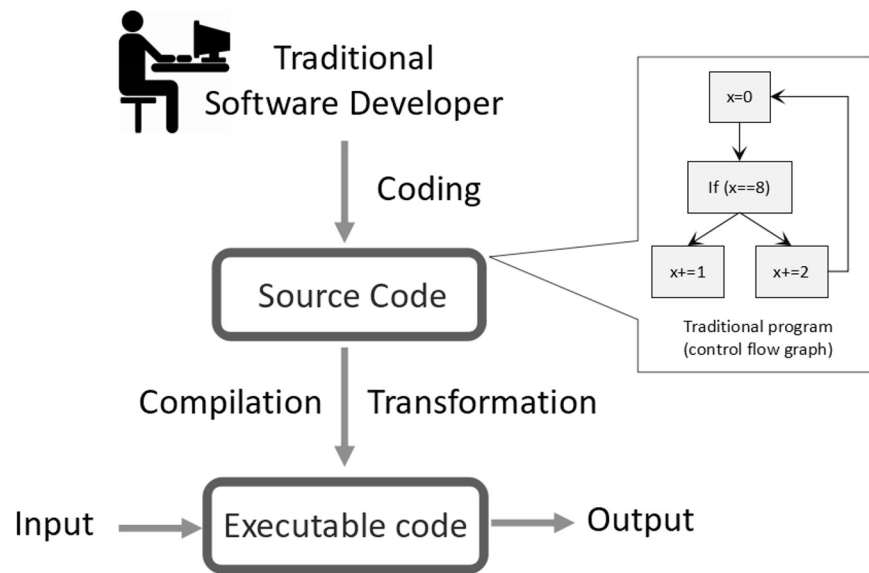 Traditional
Software Developer
Coding
Source Code
Compilation
Transformation
Input
Executable code
Output
x=0
If (x==8)
x+=1
x+=2
Traditional program
(control flow graph)